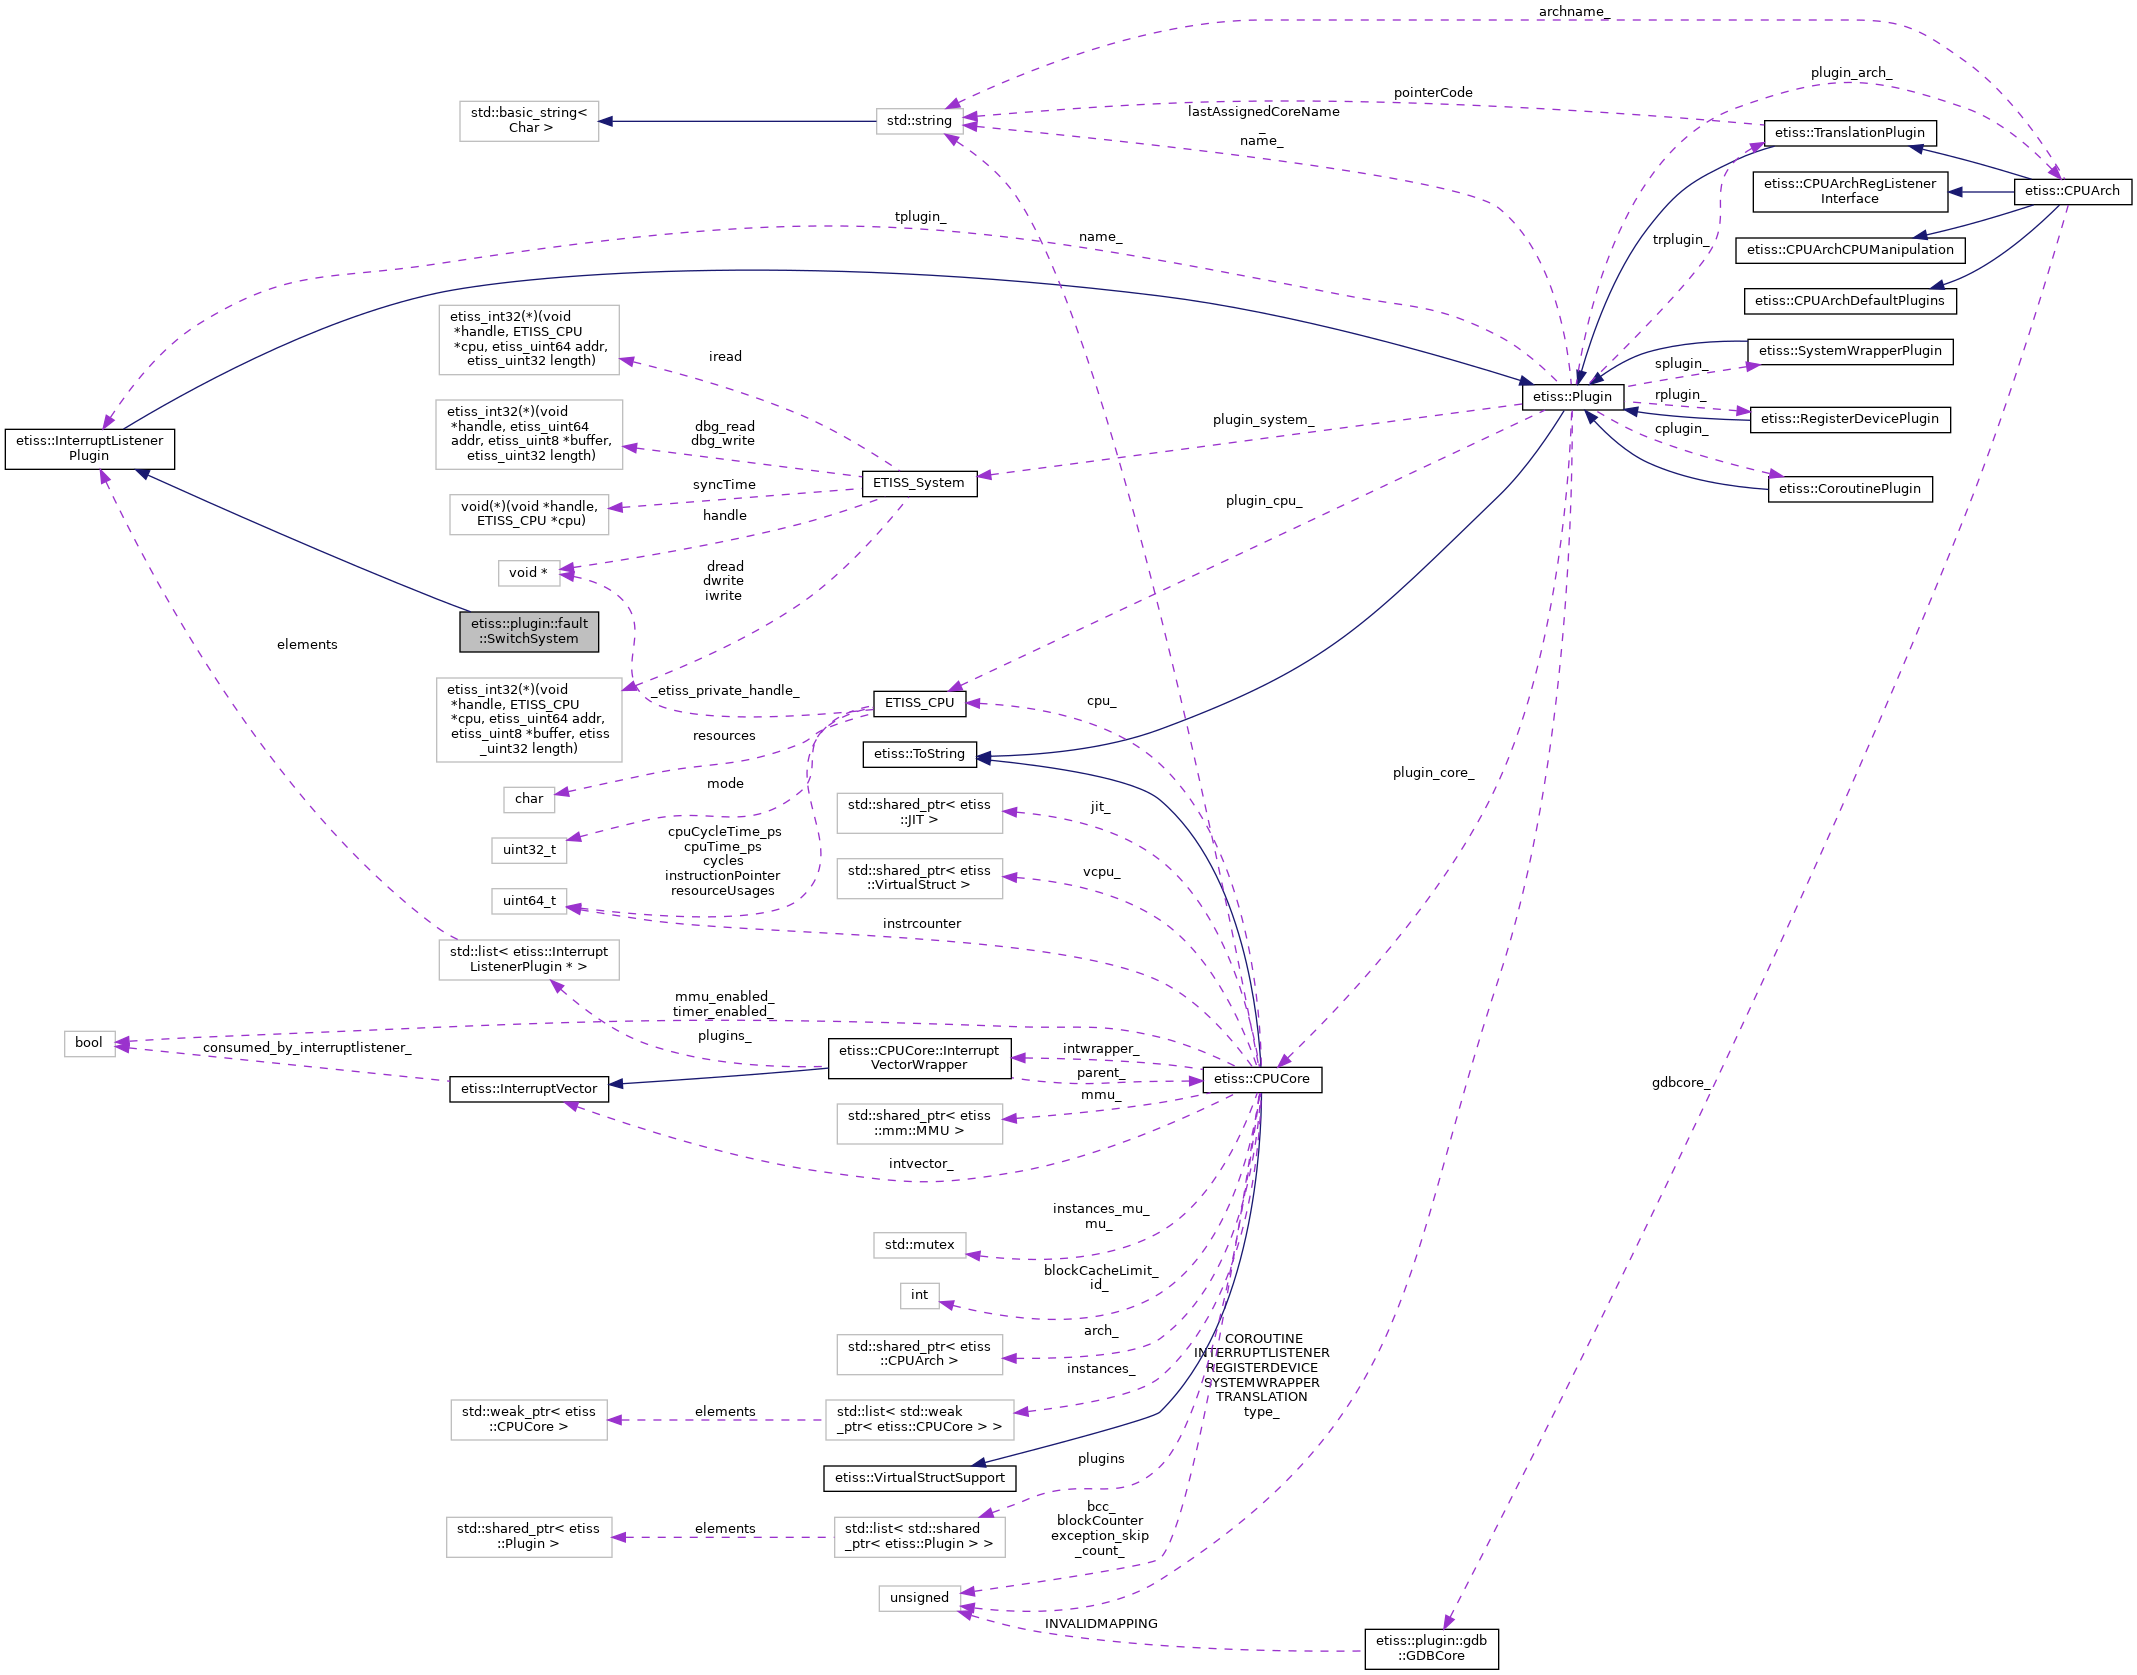 archname_
plugin_arch_
pointerCode
std::basic_string<
Char >
std::string
lastAssignedCoreName
_
name_
etiss::TranslationPlugin
etiss::CPUArchRegListener
Interface
etiss::CPUArch
tplugin_
name_
trplugin_
etiss::CPUArchCPUManipulation
etiss::CPUArchDefaultPlugins
etiss_int32(*)(void
*handle, ETISS_CPU
*cpu, etiss_uint64 addr,
etiss_uint32 length)
iread
etiss::SystemWrapperPlugin
splugin_
etiss::Plugin
rplugin_
etiss::RegisterDevicePlugin
cplugin_
etiss::CoroutinePlugin
etiss_int32(*)(void
*handle, etiss_uint64
addr, etiss_uint8 *buffer,
etiss_uint32 length)
dbg_read
dbg_write
plugin_system_
etiss::InterruptListener
Plugin
ETISS_System
syncTime
void(*)(void *handle,
ETISS_CPU *cpu)
handle
plugin_cpu_
void *
dread
dwrite
iwrite
etiss::plugin::fault
::SwitchSystem
elements
etiss_int32(*)(void
*handle, ETISS_CPU
*cpu, etiss_uint64 addr,
etiss_uint8 *buffer, etiss
_uint32 length)
_etiss_private_handle_
ETISS_CPU
cpu_
resources
etiss::ToString
plugin_core_
mode
char
std::shared_ptr< etiss
::JIT >
jit_
uint32_t
cpuCycleTime_ps
cpuTime_ps
cycles
instructionPointer
resourceUsages
std::shared_ptr< etiss
::VirtualStruct >
vcpu_
uint64_t
instrcounter
std::list< etiss::Interrupt
ListenerPlugin * >
mmu_enabled_
timer_enabled_
plugins_
bool
consumed_by_interruptlistener_
etiss::CPUCore::Interrupt
VectorWrapper
intwrapper_
parent_
etiss::CPUCore
etiss::InterruptVector
mmu_
std::shared_ptr< etiss
::mm::MMU >
gdbcore_
intvector_
instances_mu_
mu_
std::mutex
blockCacheLimit_
id_
int
arch_
std::shared_ptr< etiss
::CPUArch >
instances_
COROUTINE
INTERRUPTLISTENER
REGISTERDEVICE
SYSTEMWRAPPER
TRANSLATION
type_
std::weak_ptr< etiss
::CPUCore >
elements
std::list< std::weak
_ptr< etiss::CPUCore > >
etiss::VirtualStructSupport
plugins
std::shared_ptr< etiss
::Plugin >
elements
std::list< std::shared
_ptr< etiss::Plugin > >
bcc_
blockCounter
exception_skip
_count_
unsigned
INVALIDMAPPING
etiss::plugin::gdb
::GDBCore